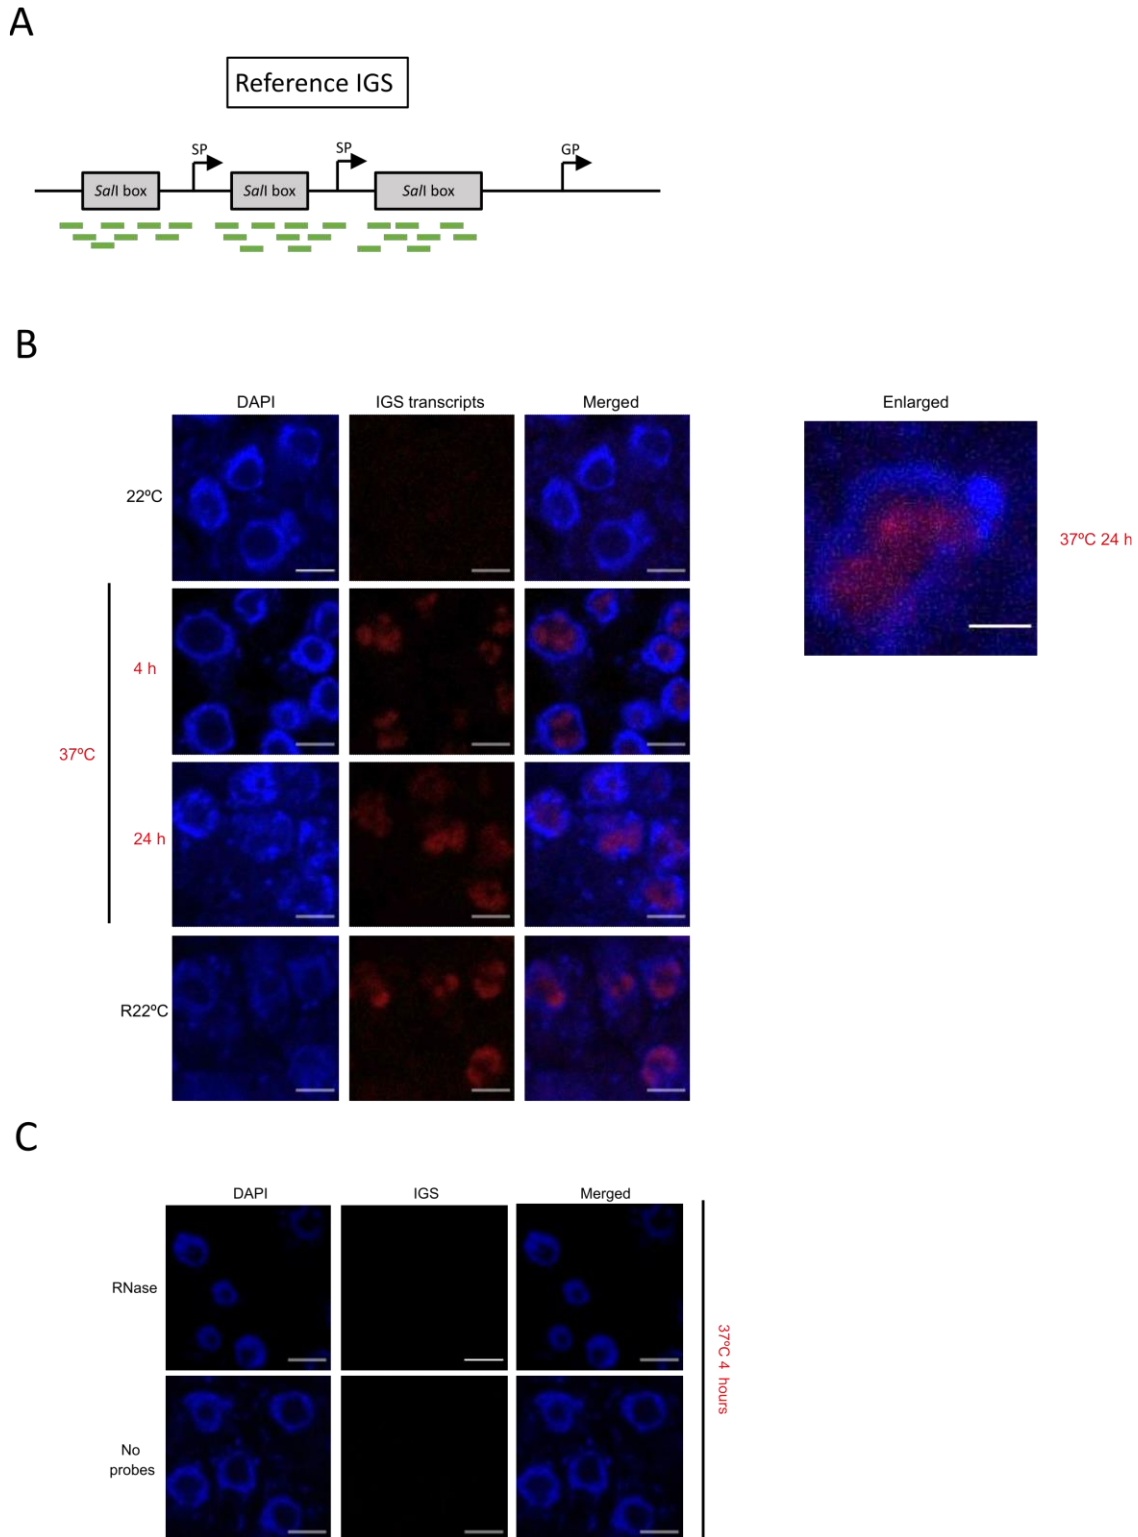 A
Reference IGS
SP
SP
GP
SalI box
SalI box
SalI box
B
DAPI
IGS transcripts
Merged
Enlarged
22ºC
37ºC 24 h
4 h
37ºC
24 h
R22ºC
C
DAPI
IGS
Merged
RNase
37ºC 4 hours
No
probes